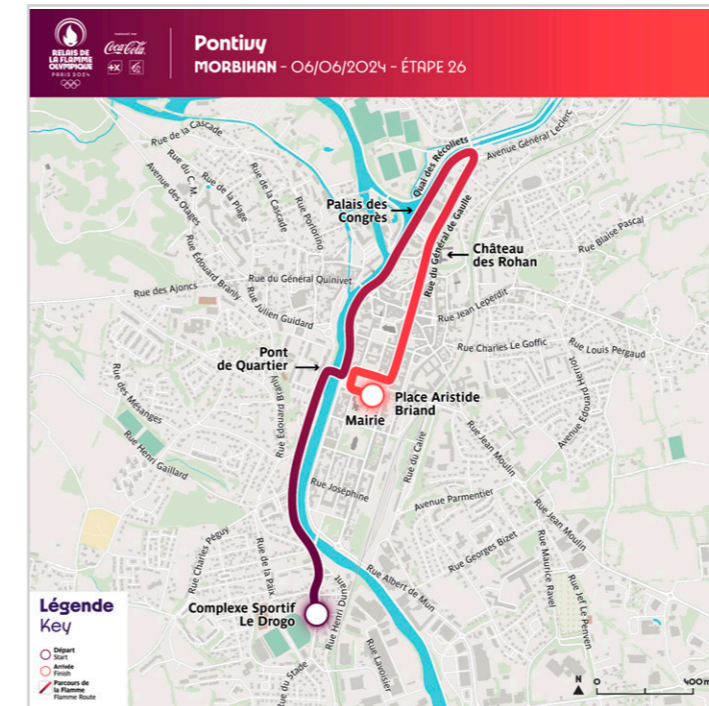 RELAIS DE
LA FLAMME
OLYMPIQUE
PARIS 2024
Coca-Cola
Pontivy
MORBIHAN - 06/06/2024 - ÉTAPE 26
Rue de la Cascade
Rue du C. M.
Avenue des Otages
Rue de la Plage
Rue de la Cascade
Rue Porlorino
Quai des Récollets
Avenue Général Leclerc
Palais des
Congrès
Rue du Général de Gaulle
Château
des Rohan
Rue Blaise Pascal
Rue Édouard Branly
Rue du Général Quinivet
Rue des Ajoncs
Rue Julien Guidard
Rue Jean Leperdit
Rue Charles Le Goffic
Rue Louis Pergaud
Pont
de Quartier
Rue des Mésanges
Rue Édouard Branly
Place Aristide
Briand
Mairie
Avenue Edouard Herriot
Rue Henri Gaillard
Rue du Caire
Rue Jean Moulin
Rue Joséphine
Avenue Parmentier
Rue Jean Moulin
Rue Charles Péguy
Rue de la Paix
Rue Georges Bizet
Rue Maurice Ravel
Rue Jef Le Penven
Rue Albert de Mun
Rue Henri Dunant
Complexe Sportif
Le Drogo
Rue du Stade
Rue Lavoisier
Légende
Key
Départ
Start
Arrivée
Finish
Parcours de
la Flamme
Flamme Route
N
0
400m